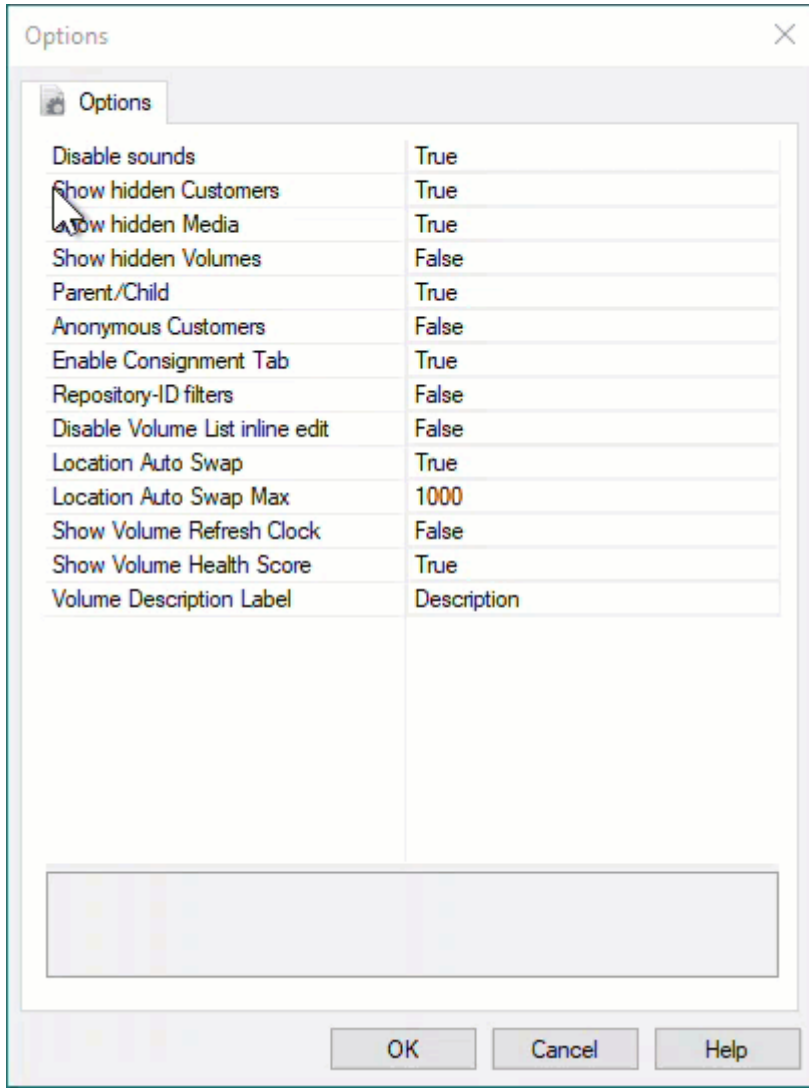 Options
Options
Disable sounds True
Show hidden Customers True
Show hidden Media True
Show hidden Volumes False
Parent/Child True
Anonymous Customers False
Enable Consignment Tab True
Repository-ID filters False
Disable Volume List inline edit False
Location Auto Swap True
Location Auto Swap Max 1000
Show Volume Refresh Clock False
Show Volume Health Score True
Volume Description Label Description
OK Cancel Help